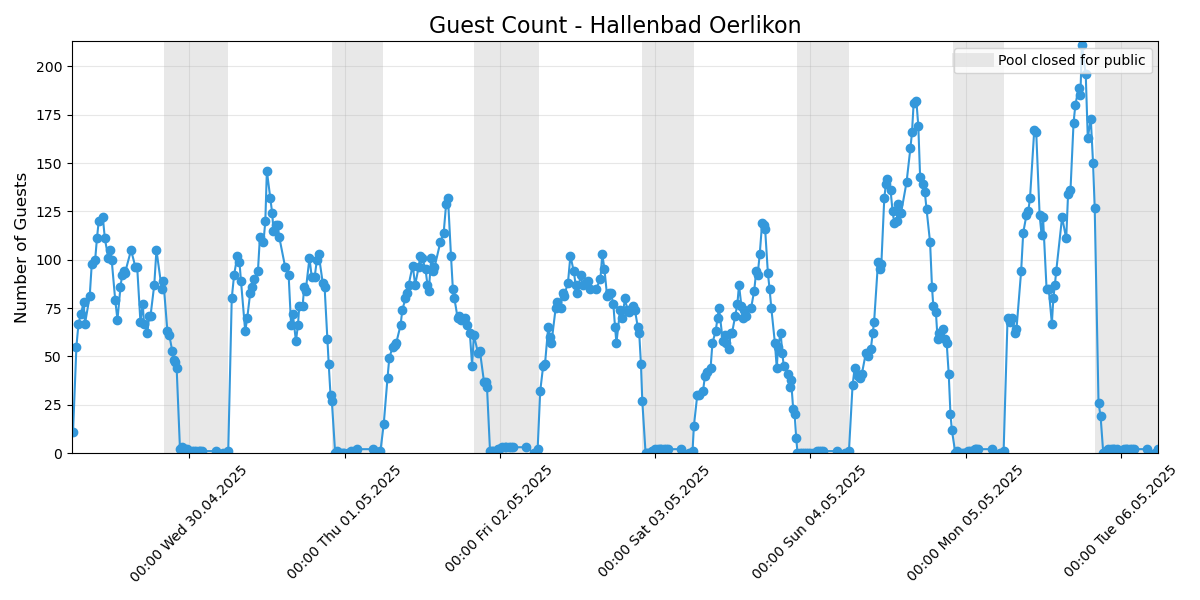 Guest Count - Hallenbad Oerlikon
Pool closed for public
Number of Guests
200
175
150
125
100
75
50
25
0
00:00 Wed 30.04.2025
00:00 Thu 01.05.2025
00:00 Fri 02.05.2025
00:00 Sat 03.05.2025
00:00 Sun 04.05.2025
00:00 Mon 05.05.2025
00:00 Tue 06.05.2025